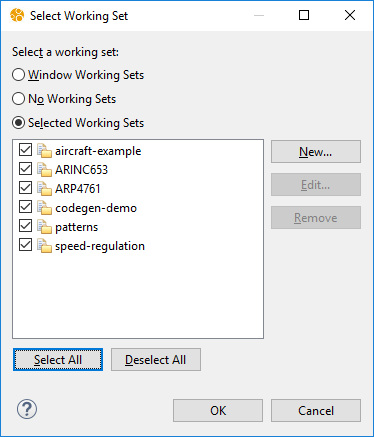 Select Working Set
Select a working set:
Window Working Sets
No Working Sets
Selected Working Sets
aircraft-example
ARINC653
ARP4761
codegen-demo
patterns
speed-regulation
New...
Edit...
Remove
Select All
Deselect All
?
OK
Cancel